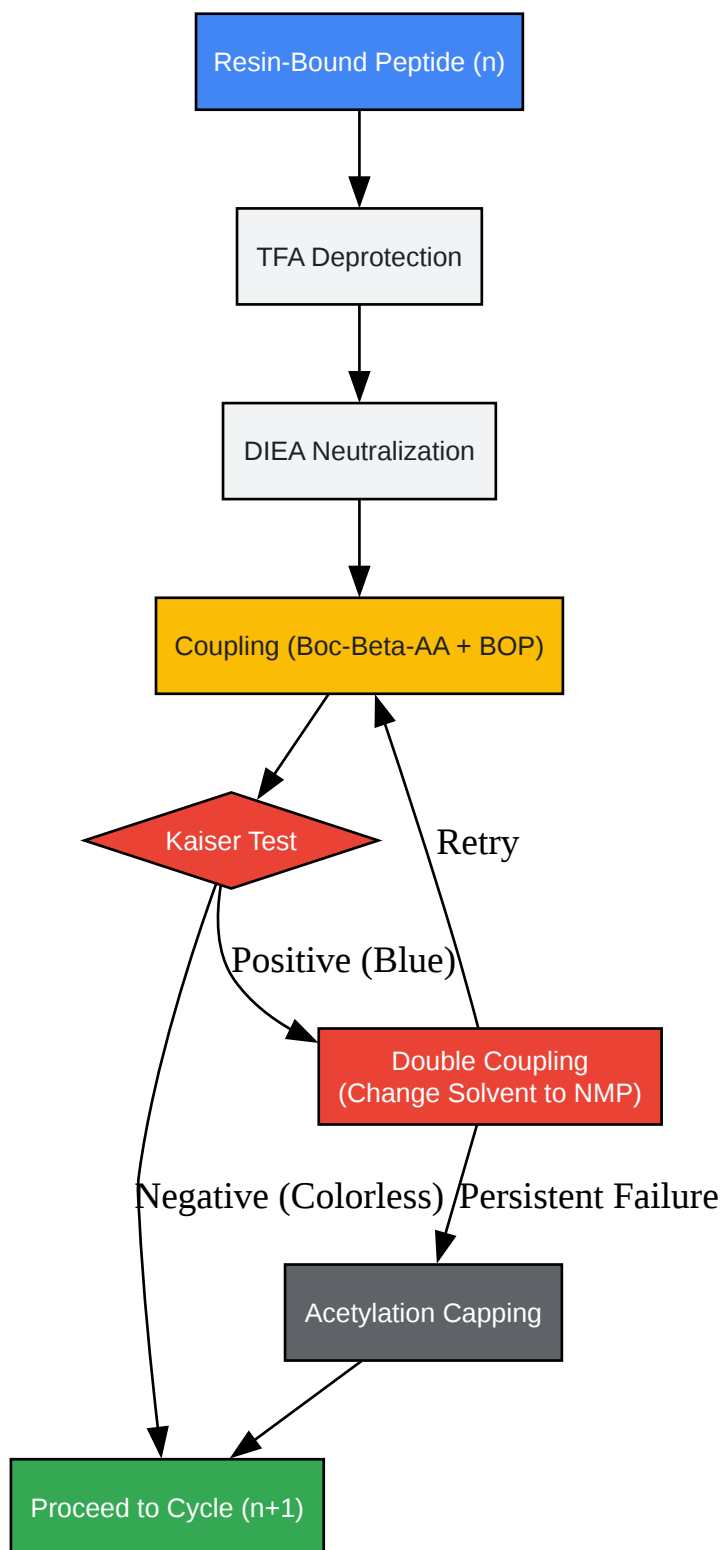 Resin-Bound Peptide (n)
TFA Deprotection
DIEA Neutralization
Coupling (Boc-Beta-AA + BOP)
Kaiser Test
Retry
Positive (Blue)
Double Coupling
(Change Solvent to NMP)
Negative (Colorless)
Persistent Failure
Acetylation Capping
Proceed to Cycle (n+1)